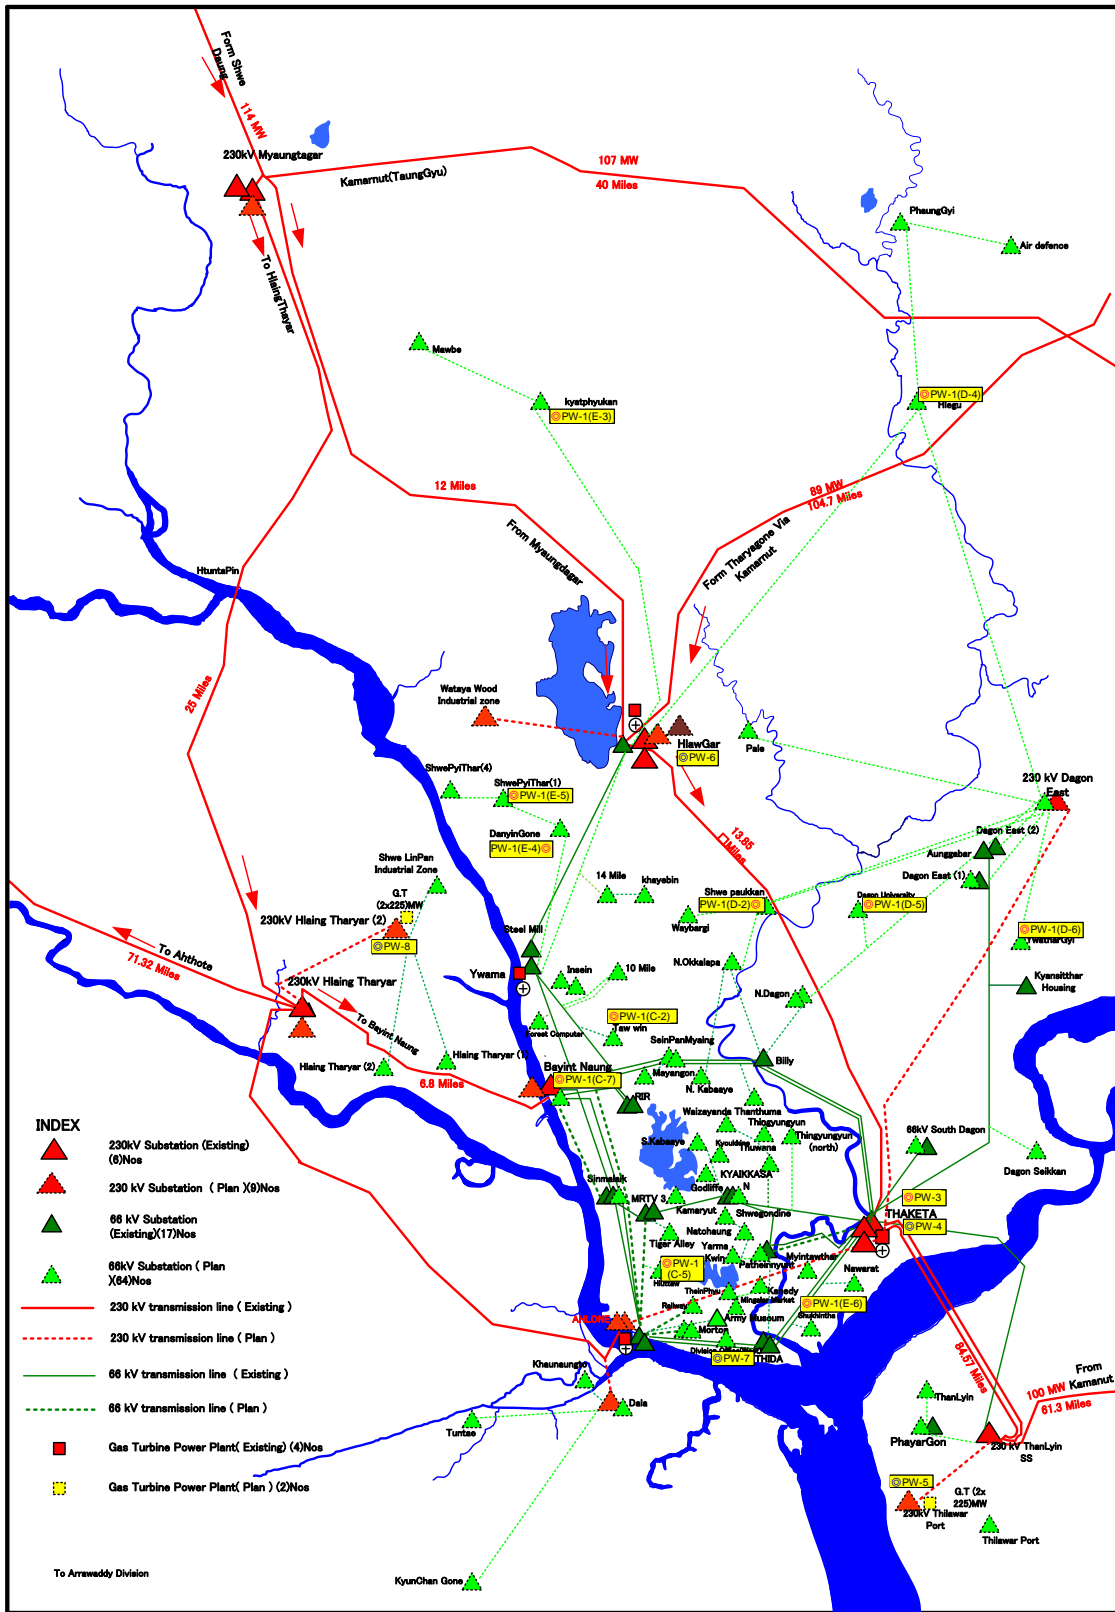 Form Shwe
Daung
114 MW
230kV Myaungtagar
Kamarnut(TaungGyu)
107 MW
40 Miles
PhaungGyi
Air defence
To HlaingThayar
Mawbe
kyatphyukan
PW-1(E-3)
PW-1(D-4)
Hlegu
12 Miles
89 MW
104.7 Miles
From Myaungdagar
Form Tharyagone Via
Kamarnut
HtuntaPin
25 Miles
Wataya Wood
Industrial zone
HlawGar
PW-6
Pale
ShwePyiThar(4)
ShwePyiThar(1)
PW-1(E-5)
230 kV Dagon
East
DanyinGone
PW-1(E-4)
13.85
Miles
Dagon East (2)
Aunggabar
Dagon East (1)
Shwe LinPan
Industrial Zone
G.T
(2x225)MW
14 Mile
khayebin
Shwe paukkan
PW-1(D-2)
Waybargi
Dagon University
PW-1(D-5)
230kV Hlaing Tharyar (2)
PW-8
PW-1(D-6)
YwatharGyi
Steel Mill
To Ahthote
71.32 Miles
Ywama
Insein
10 Mile
N.Okkalapa
230kV Hlaing Tharyar
Kyansitthar
Housing
N.Dagon
To Bayint Naung
Forest Computer
PW-1(C-2)
Taw win
SeinPanMyaing
Billy
Hlaing Tharyar (2)
Hlaing Tharyar (1)
6.8 Miles
Bayint Naung
PW-1(C-7)
Mayangon
N. Kabaaye
RIR
Waizayanda Thanthuma
Thiogyungyun
Thingyungyun
(north)
66kV South Dagon
S.Kabaaye
Thuwana
Dagon Seikkan
INDEX
230kV Substation (Existing)
(6)Nos
230 kV Substation ( Plan )(9)Nos
66 kV Substation
(Existing)(17)Nos
66kV Substation ( Plan
)(64)Nos
230 kV transmission line ( Existing )
230 kV transmission line ( Plan )
66 kV transmission line ( Existing )
66 kV transmission line ( Plan )
Gas Turbine Power Plant( Existing) (4)Nos
Gas Turbine Power Plant( Plan ) (2)Nos
KYAIKKASA
Sinmalaik
Godliffe
N
MRTV 3
Kamaryut
Shwegondine
PW-3
THAKETA
PW-4
Natchaung
Tiger Alley
Yarma
Kwin
Patheinnyunt
Myintawthar
PW-1
(C-5)
Hluttaw
Nawarat
TheinPhyu
Kanedy
Mingalar Market
PW-1(E-6)
Railway
Army Museum
Shukhintha
AHLONE
Morton
PW-7
THIDA
84.57 Miles
Khaunaungto
Dala
Tuntae
From
Kamanut
100 MW
61.3 Miles
ThanLyin
PhayarGon
230 kV ThanLyin
SS
PW-5
G.T (2x
225)MW
230kV Thilawar
Port
Thilawar Port
To Arrawaddy Division
KyunChan Gone